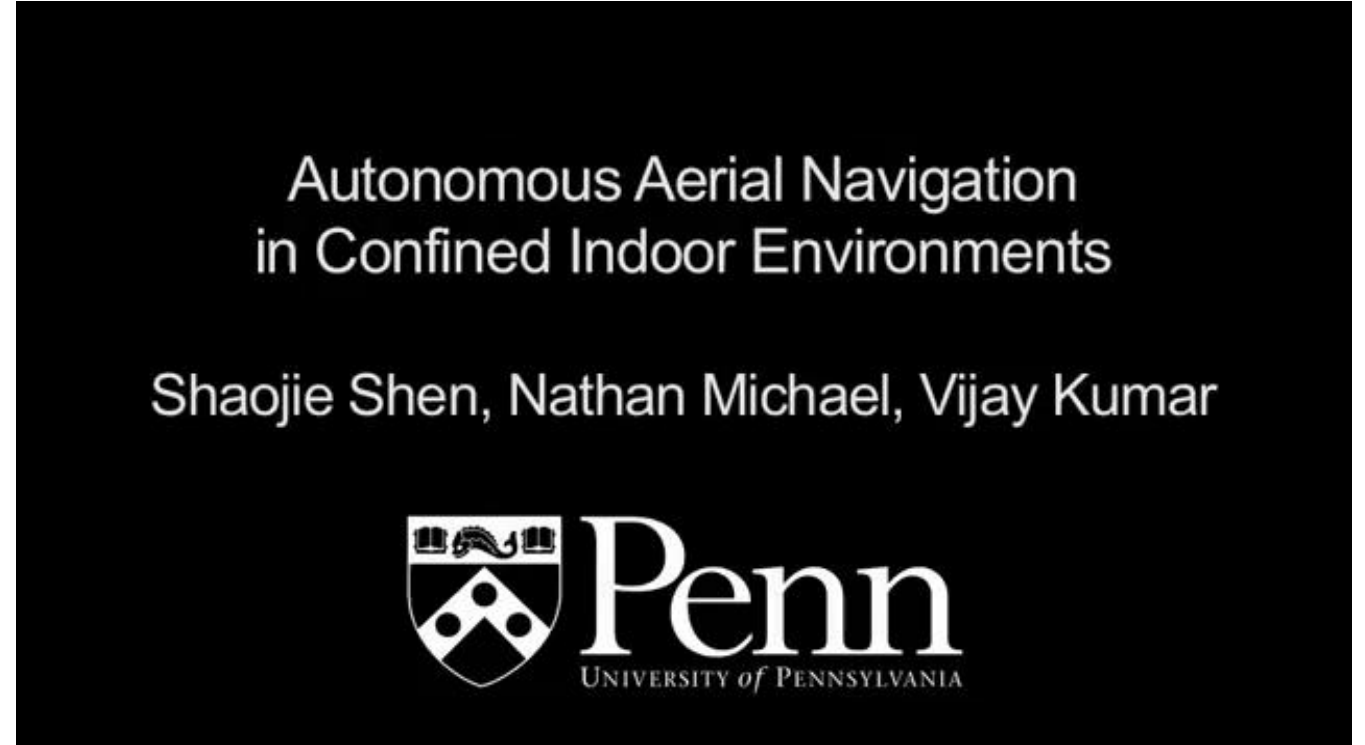 Autonomous Aerial Navigation
in Confined Indoor Environments
Shaojie Shen, Nathan Michael, Vijay Kumar
Penn
UNIVERSITY of PENNSYLVANIA